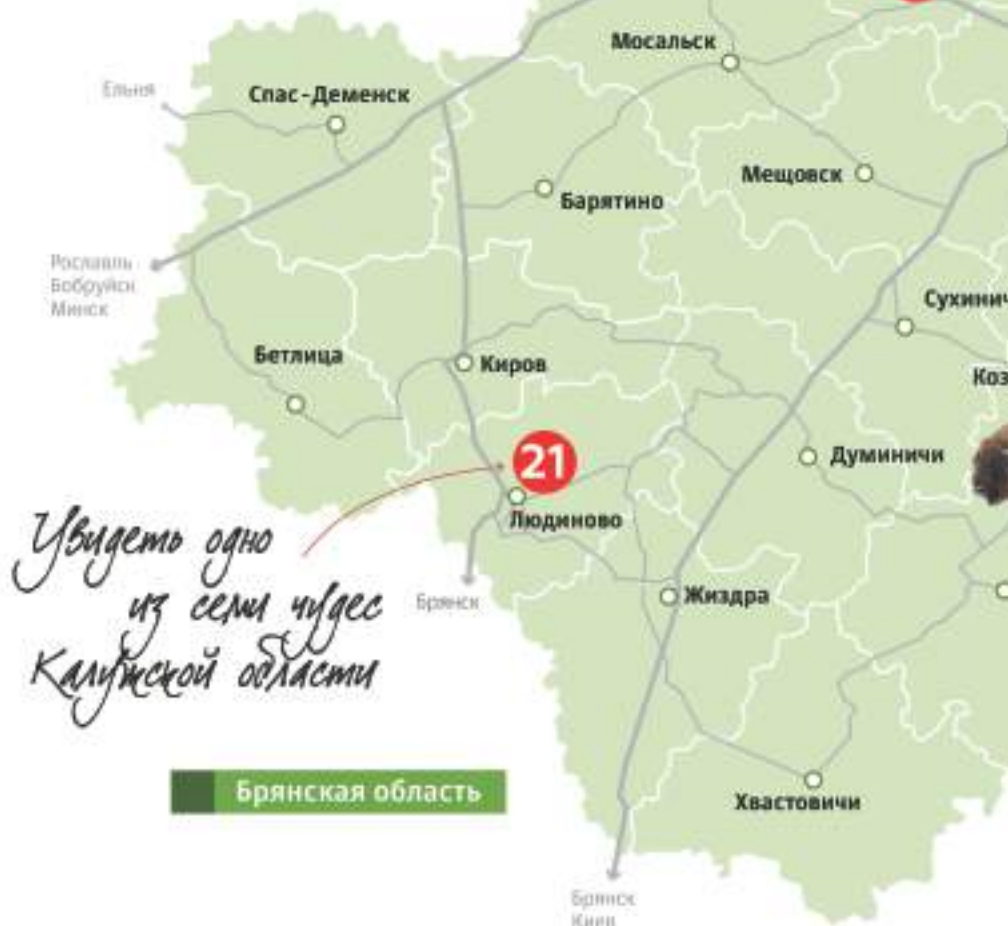 Мосальск
Ельня
Спас-Деменск
Мещовск
Барятино
Рославль
Бобруйск
Минск
Сухинич
Бетлица
Киров
Коз
21
Думиничи
Людиново
Увидеть одно
из семи чудес
Калужской области
Брянск
Жиздра
Брянская область
Хвастовичи
Брянск
Киев